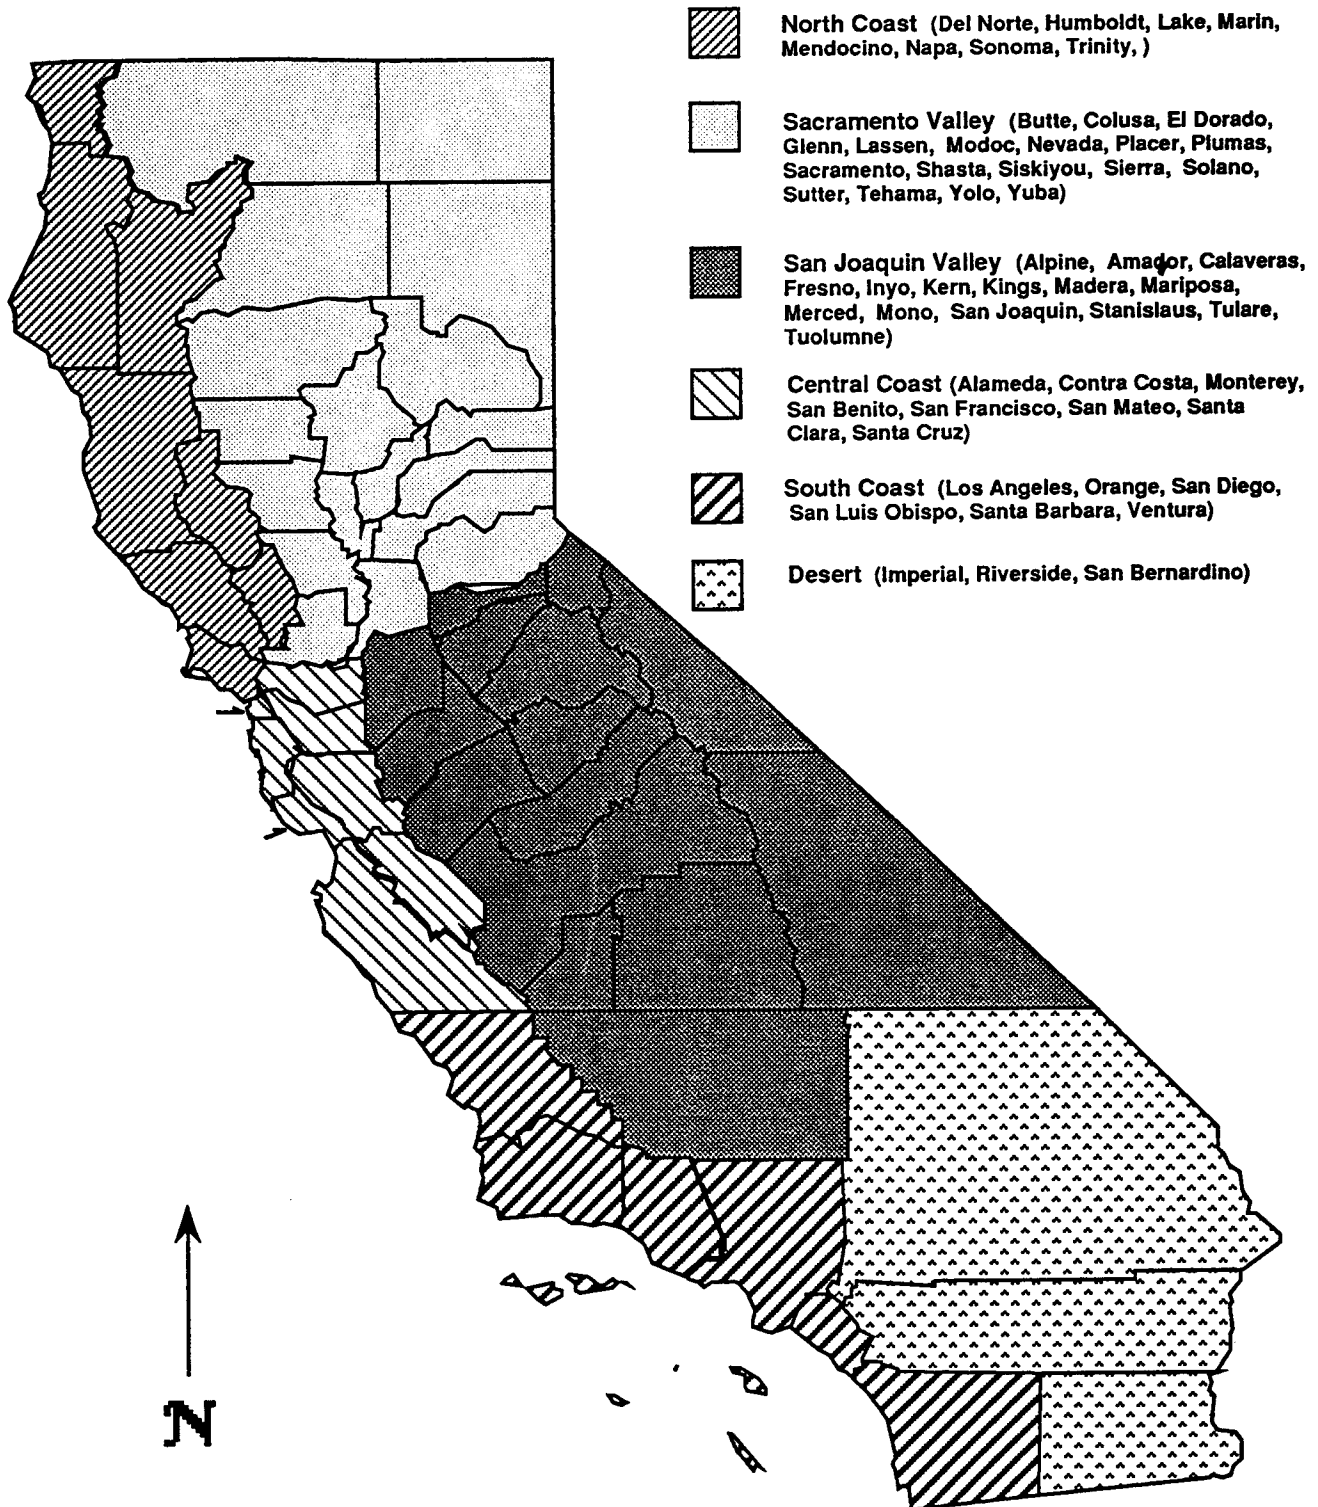 North Coast (Del Norte, Humboldt, Lake, Marin,
Mendocino, Napa, Sonoma, Trinity, )
Sacramento Valley (Butte, Colusa, El Dorado,
Glenn, Lassen, Modoc, Nevada, Placer, Plumas,
Sacramento, Shasta, Siskiyou, Sierra, Solano,
Sutter, Tehama, Yolo, Yuba)
San Joaquin Valley (Alpine, Amador, Calaveras,
Fresno, Inyo, Kern, Kings, Madera, Mariposa,
Merced, Mono, San Joaquin, Stanislaus, Tulare,
Tuolumne)
Central Coast (Alameda, Contra Costa, Monterey,
San Benito, San Francisco, San Mateo, Santa
Clara, Santa Cruz)
South Coast (Los Angeles, Orange, San Diego,
San Luis Obispo, Santa Barbara, Ventura)
Desert (Imperial, Riverside, San Bernardino)
N